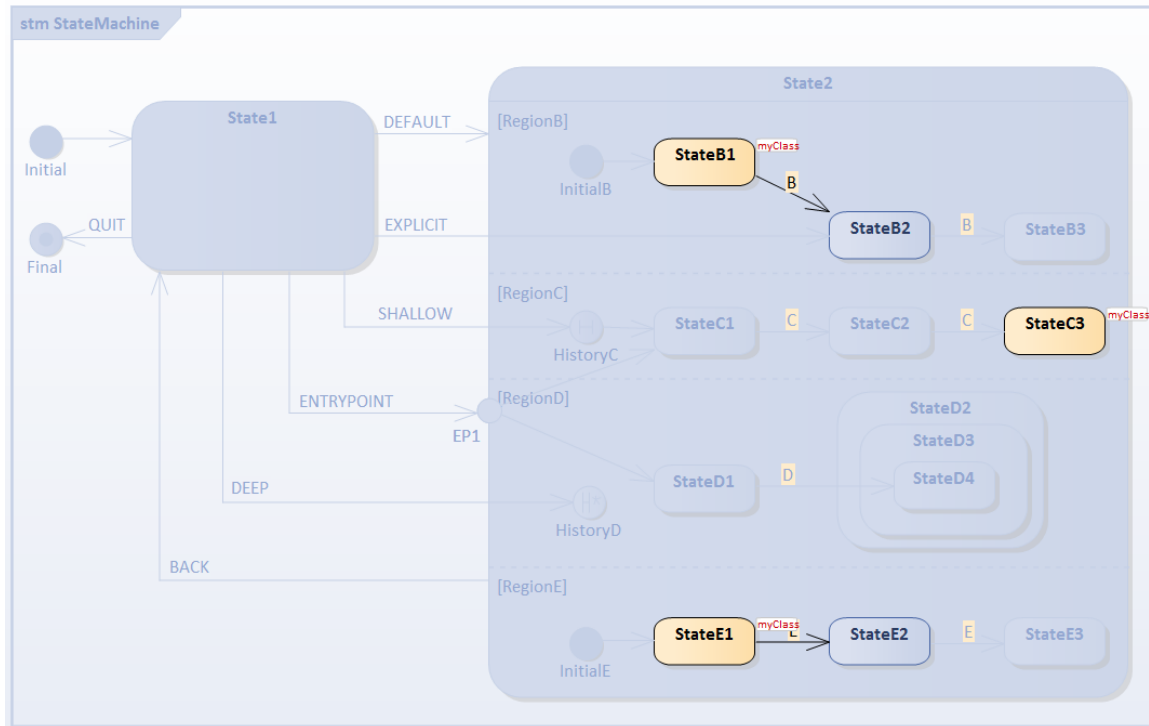 stm StateMachine
State2
State1
DEFAULT
[RegionB]
Initial
StateB1
myClass
InitialB
B
QUIT
EXPLICIT
StateB2
B
StateB3
Final
[RegionC]
SHALLOW
H
StateC1
C
StateC2
C
StateC3
myClass
HistoryC
ENTRYPOINT
[RegionD]
EP1
StateD2
StateD3
StateD1
D
StateD4
DEEP
HistoryD
BACK
[RegionE]
StateE1
myClass
StateE2
E
StateE3
InitialE